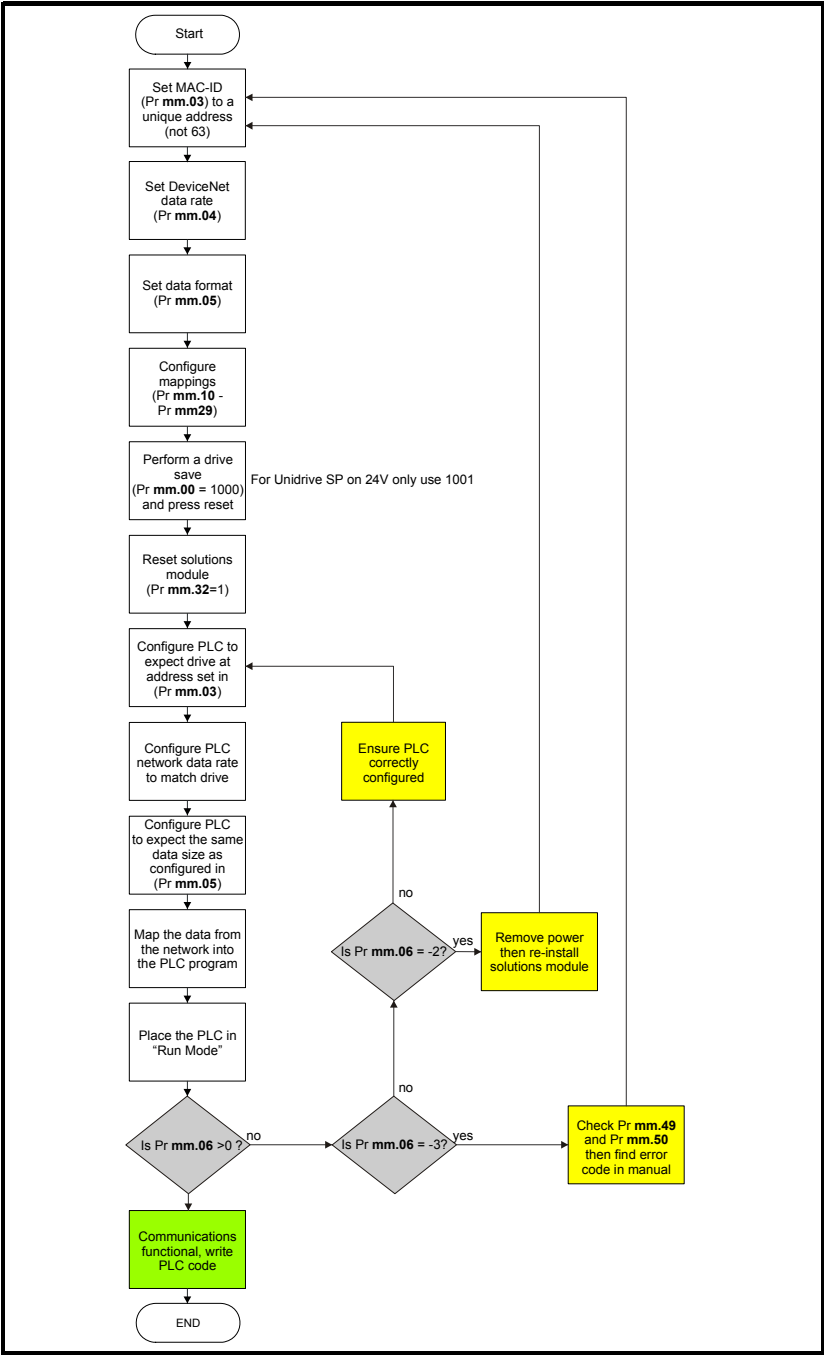 Start
Set MAC-ID
(Pr mm.03) to a
unique address
(not 63)
Set DeviceNet
data rate
(Pr mm.04)
Set data format
(Pr mm.05)
Configure
mappings
(Pr mm.10 -
Pr mm29)
Perform a drive
save
(Pr mm.00 = 1000)
and press reset
For Unidrive SP on 24V only use 1001
Reset solutions
module
(Pr mm.32=1)
Configure PLC to
expect drive at
address set in
(Pr mm.03)
Configure PLC
network data rate
to match drive
Ensure PLC
correctly
configured
Configure PLC
to expect the same
data size as
configured in
(Pr mm.05)
no
Map the data from
the network into
the PLC program
Is Pr mm.06 = -2?
yes
Remove power
then re-install
solutions module
Place the PLC in
“Run Mode”
no
Is Pr mm.06 >0 ?
no
Is Pr mm.06 = -3?
yes
Check Pr mm.49
and Pr mm.50
then find error
code in manual
Communications
functional, write
PLC code
END